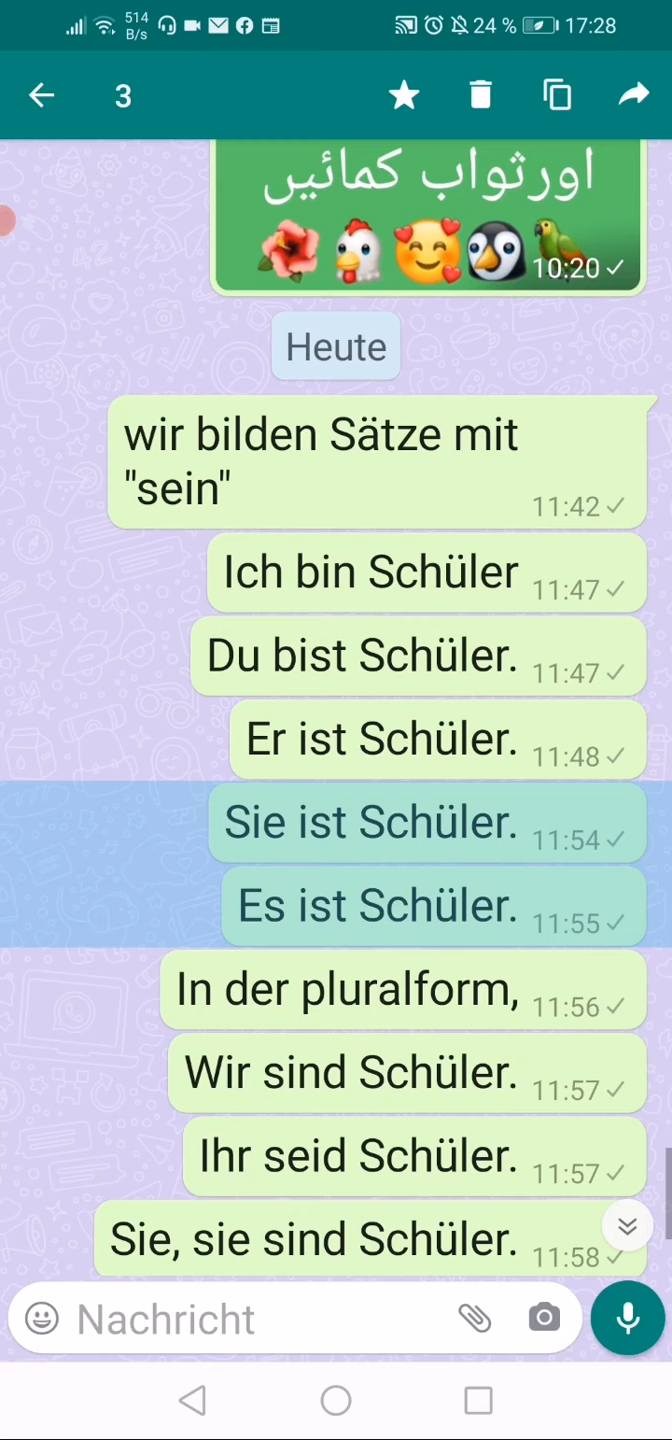 514 B/s 24 % 17:28
3
اور ثواب کمائیں
10:20
Heute
wir bilden Sätze mit
"sein"
11:42
Ich bin Schüler 11:47
Du bist Schüler. 11:47
Er ist Schüler. 11:48
Sie ist Schüler. 11:54
Es ist Schüler. 11:55
In der pluralform, 11:56
Wir sind Schüler. 11:57
Ihr seid Schüler. 11:57
Sie, sie sind Schüler. 11:58
Nachricht